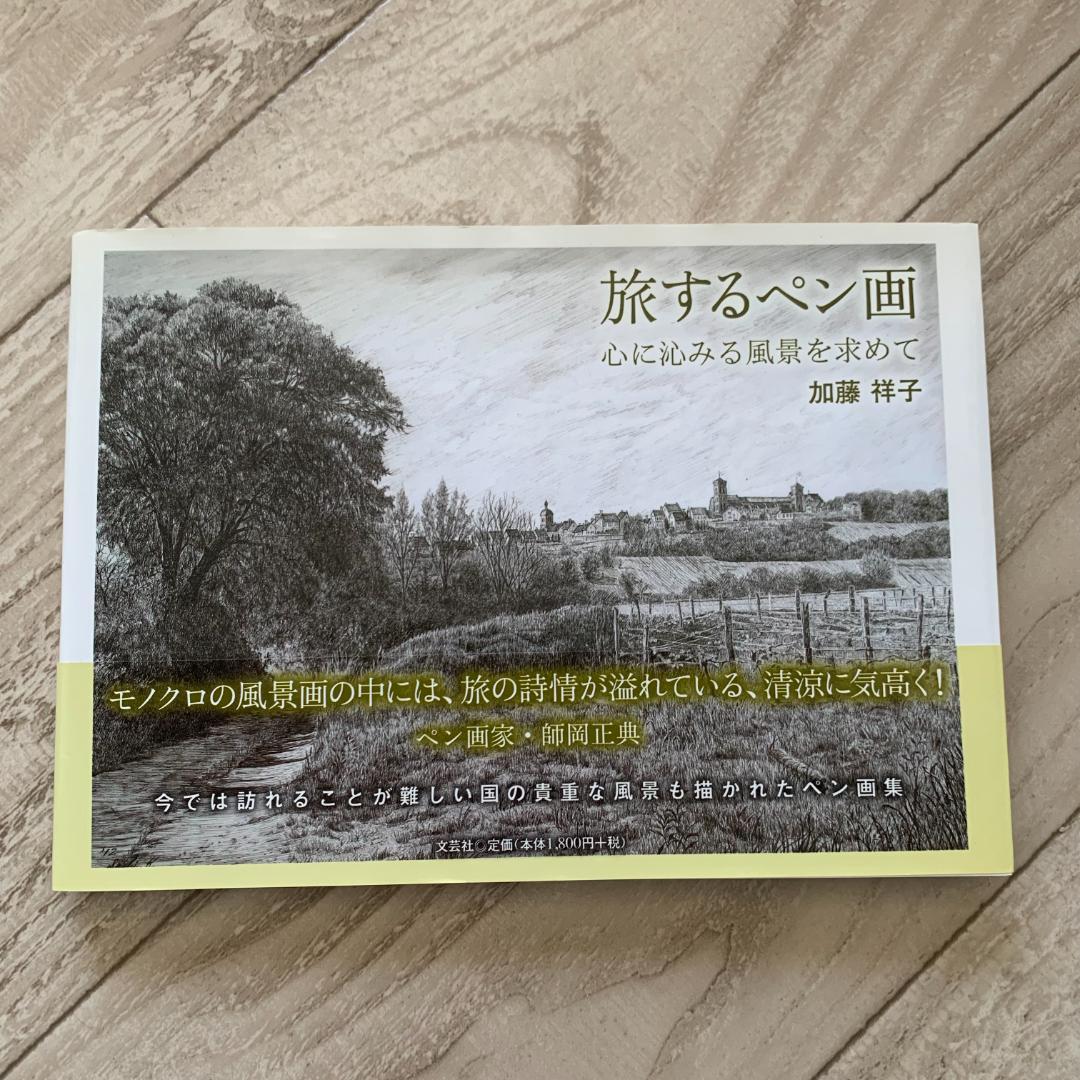 旅するペン画
心に沁みる風景を求めて
加藤 祥子
モノクロの風景画の中には、旅の詩情が溢れている、清涼に気高く!
ペン画家・師岡正典
今では訪れることが難しい国の貴重な風景も描かれたペン画集
文芸社◎定価(本体1,800円+税)